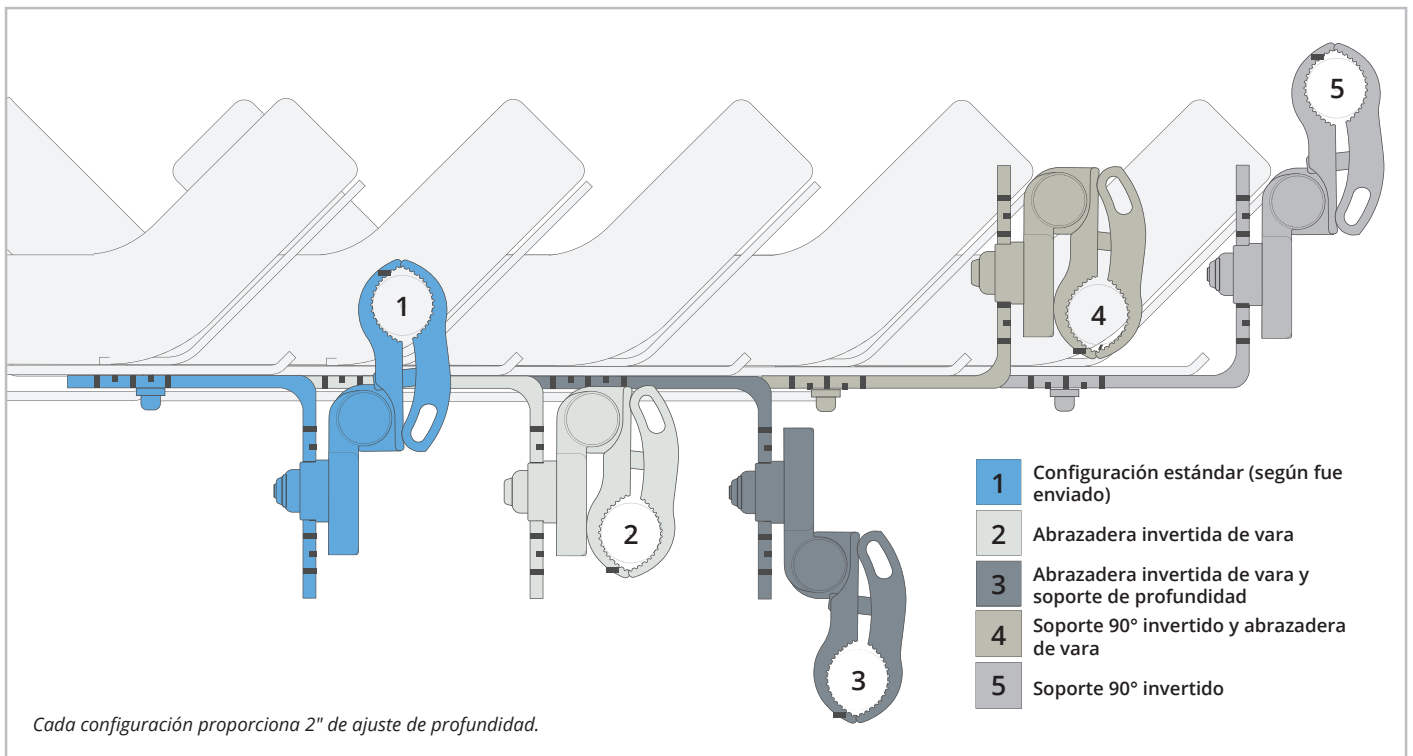 5
1
4
2
3
1 Configuración estándar (según fue
enviado)
2 Abrazadera invertida de vara
3 Abrazadera invertida de vara y
soporte de profundidad
4 Soporte 90° invertido y abrazadera
de vara
5 Soporte 90° invertido
Cada configuración proporciona 2" de ajuste de profundidad.